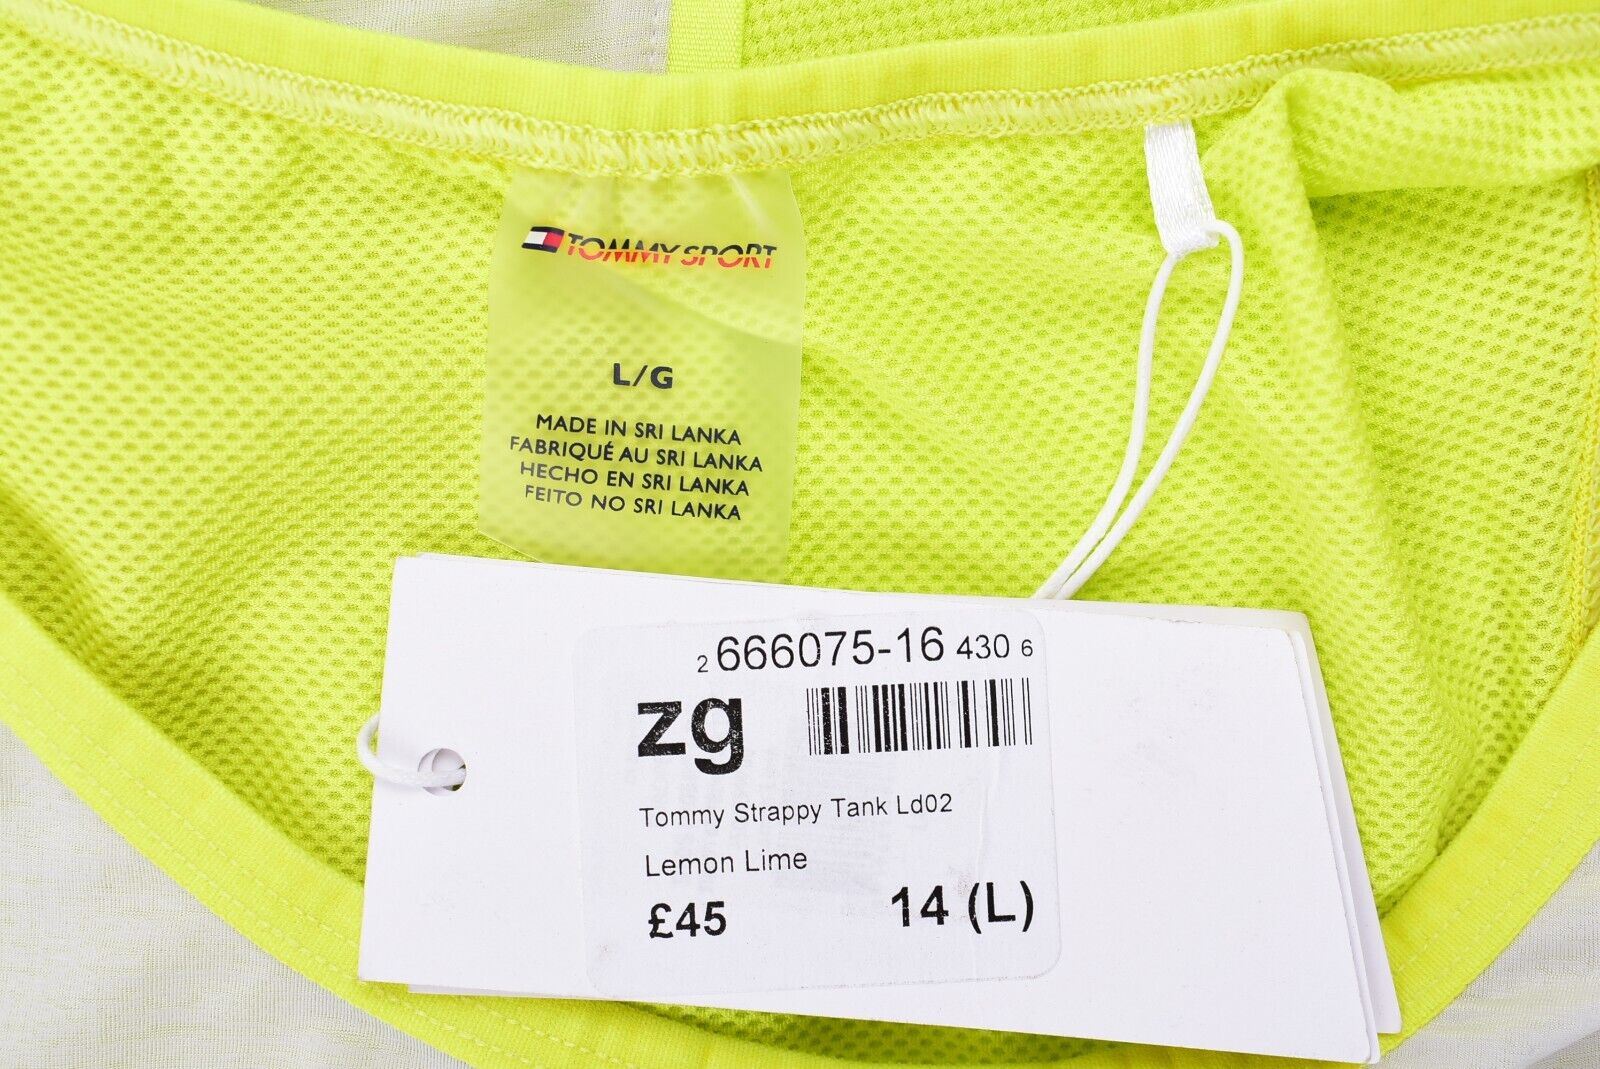 TOMMY SPORT
L/G
MADE IN SRI LANKA
FABRIQUÉ AU SRI LANKA
HECHO EN SRI LANKA
FEITO NO SRI LANKA
2 666075-16 430 6
zg
Tommy Strappy Tank Ld02
Lemon Lime
£45 14 (L)